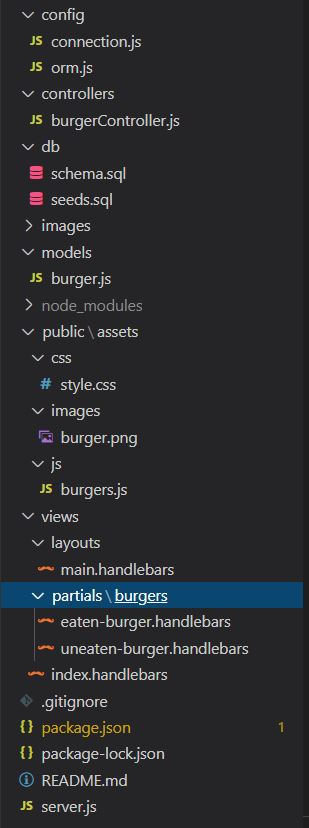 config
JS connection.js
JS orm.js
controllers
JS burgerController.js
db
schema.sql
seeds.sql
images
models
JS burger.js
node_modules
public\assets
css
# style.css
images
burger.png
js
JS burgers.js
views
layouts
main.handlebars
partials\burgers
eaten-burger.handlebars
uneaten-burger.handlebars
index.handlebars
.gitignore
{} package.json 1
{} package-lock.json
README.md
JS server.js